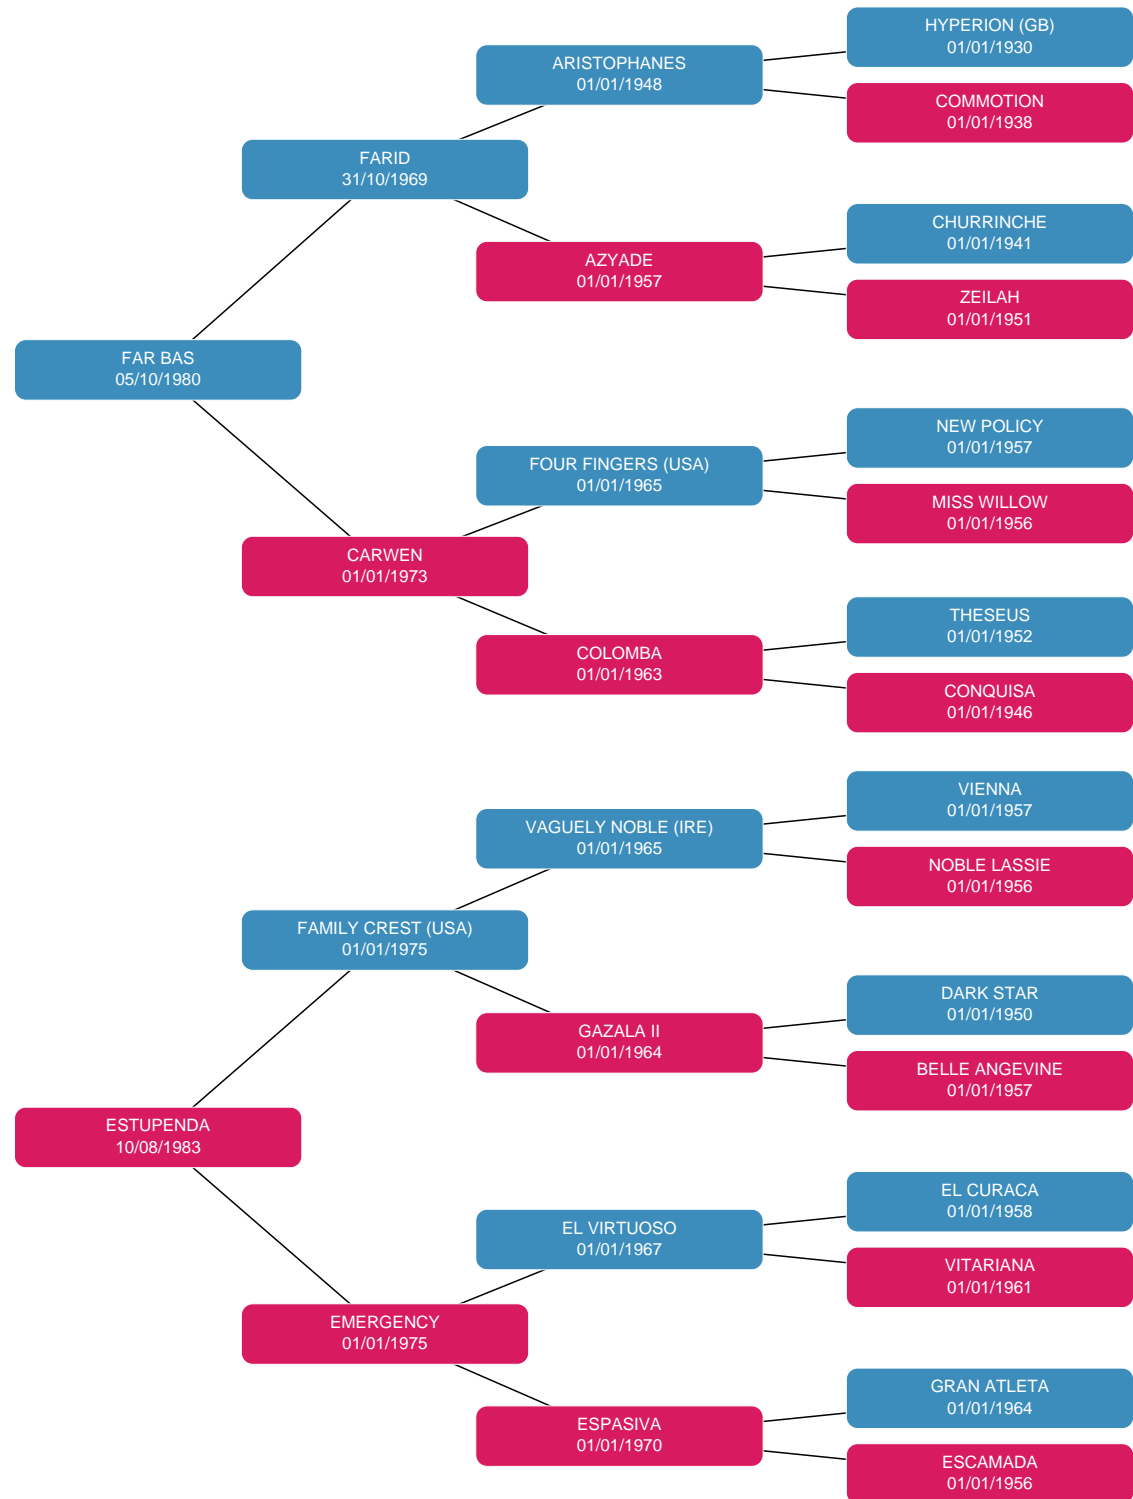 HYPERION (GB)
01/01/1930
ARISTOPHANES
01/01/1948
COMMOTION
01/01/1938
FARID
31/10/1969
CHURRINCHE
01/01/1941
AZYADE
01/01/1957
ZEILAH
01/01/1951
FAR BAS
05/10/1980
NEW POLICY
01/01/1957
FOUR FINGERS (USA)
01/01/1965
MISS WILLOW
01/01/1956
CARWEN
01/01/1973
THESEUS
01/01/1952
COLOMBA
01/01/1963
CONQUISA
01/01/1946
VIENNA
01/01/1957
VAGUELY NOBLE (IRE)
01/01/1965
NOBLE LASSIE
01/01/1956
FAMILY CREST (USA)
01/01/1975
DARK STAR
01/01/1950
GAZALA II
01/01/1964
BELLE ANGEVINE
01/01/1957
ESTUPENDA
10/08/1983
EL CURACA
01/01/1958
EL VIRTUOSO
01/01/1967
VITARIANA
01/01/1961
EMERGENCY
01/01/1975
GRAN ATLETA
01/01/1964
ESPASIVA
01/01/1970
ESCAMADA
01/01/1956